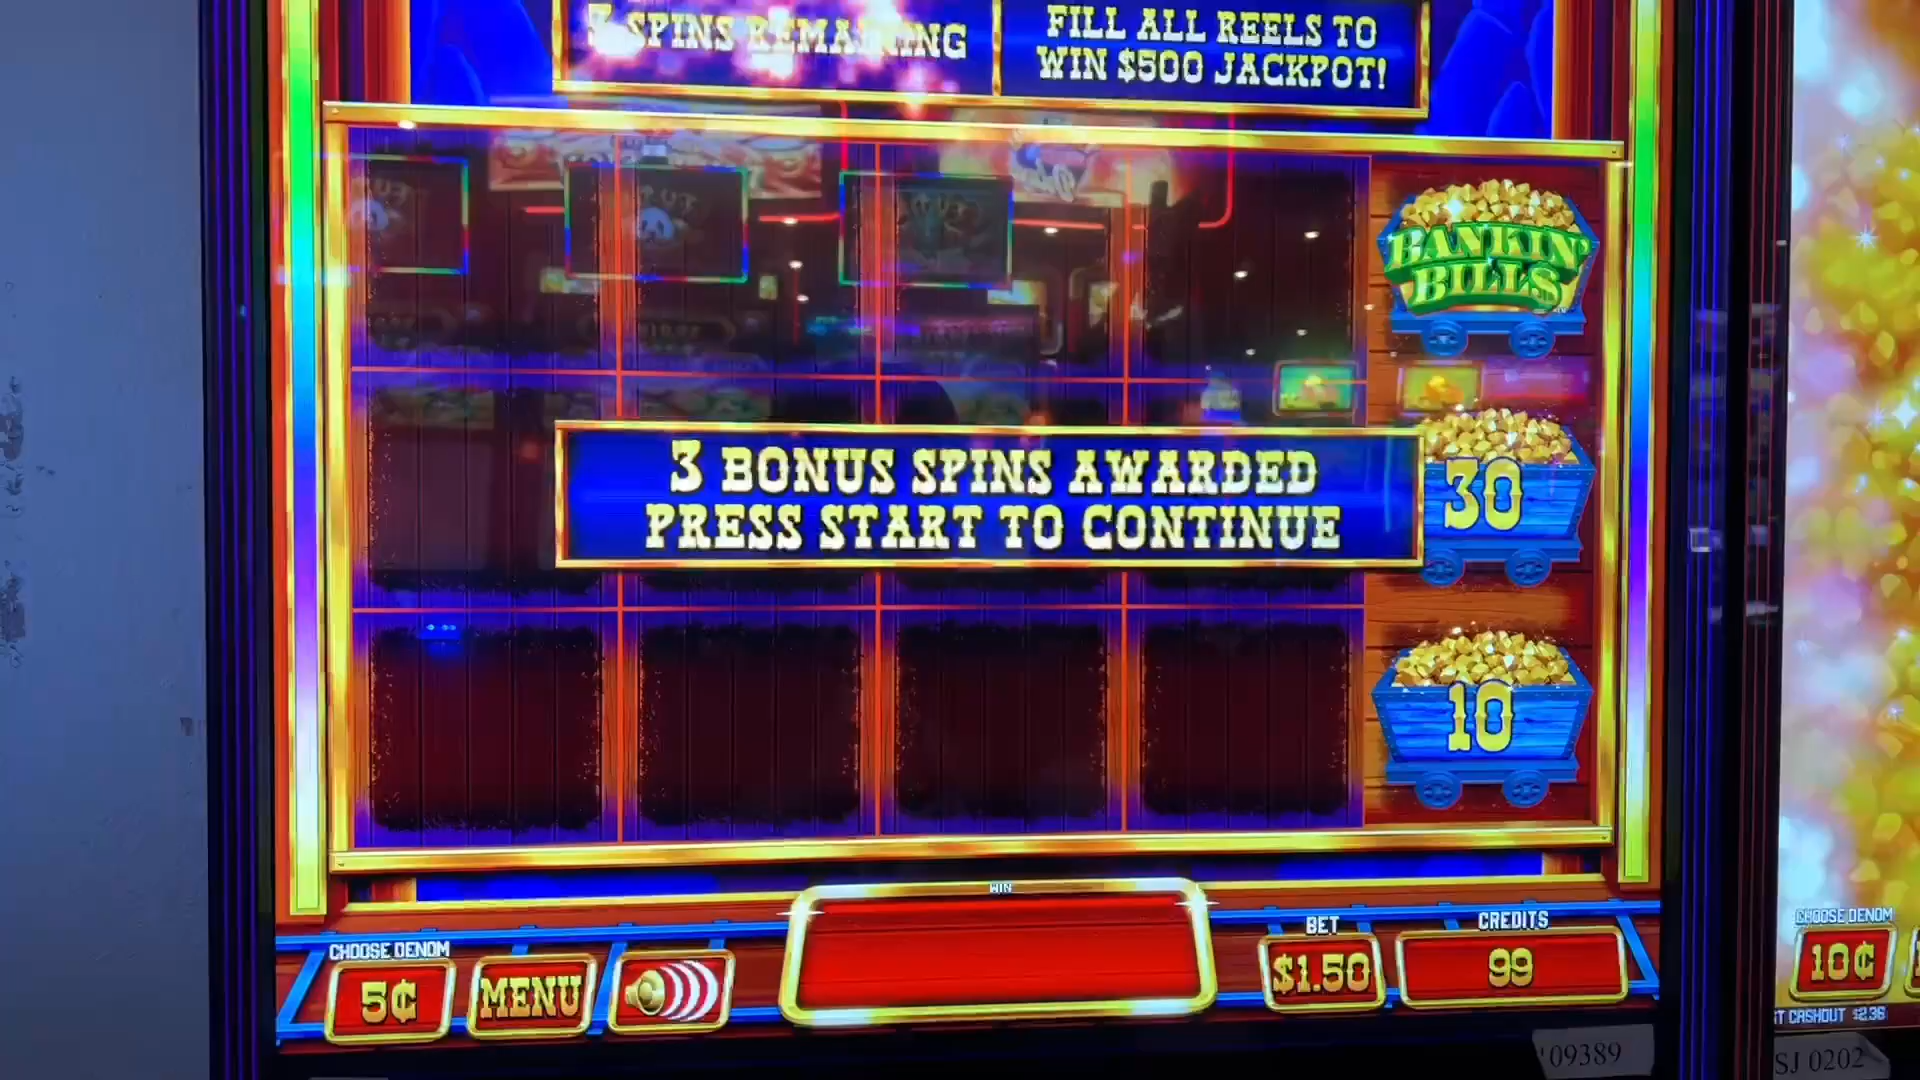 3 SPINS REMAINING
FILL ALL REELS TO
WIN $500 JACKPOT!
BANKIN'
BILLS
3 BONUS SPINS AWARDED
PRESS START TO CONTINUE
30
10
WIN
CHOOSE DENOM
5¢
MENU
BET
$1.50
CREDITS
99
CHOOSE DENOM
10¢
CASHOUT $2.36
09389
SJ 0202